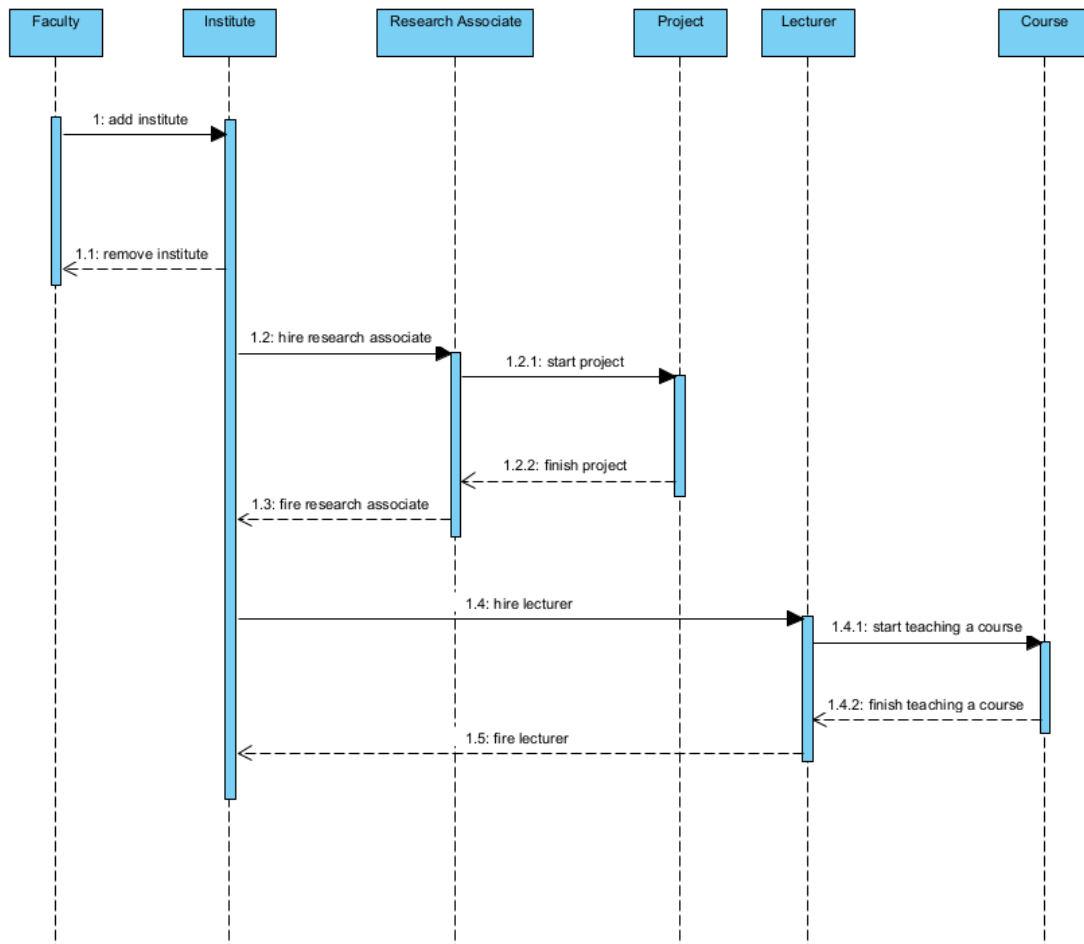 Faculty
Institute
Research Associate
Project
Lecturer
Course
1: add institute
1.1: remove institute
1.2: hire research associate
1.2.1: start project
1.2.2: finish project
1.3: fire research associate
1.4: hire lecturer
1.4.1: start teaching a course
1.4.2: finish teaching a course
1.5: fire lecturer